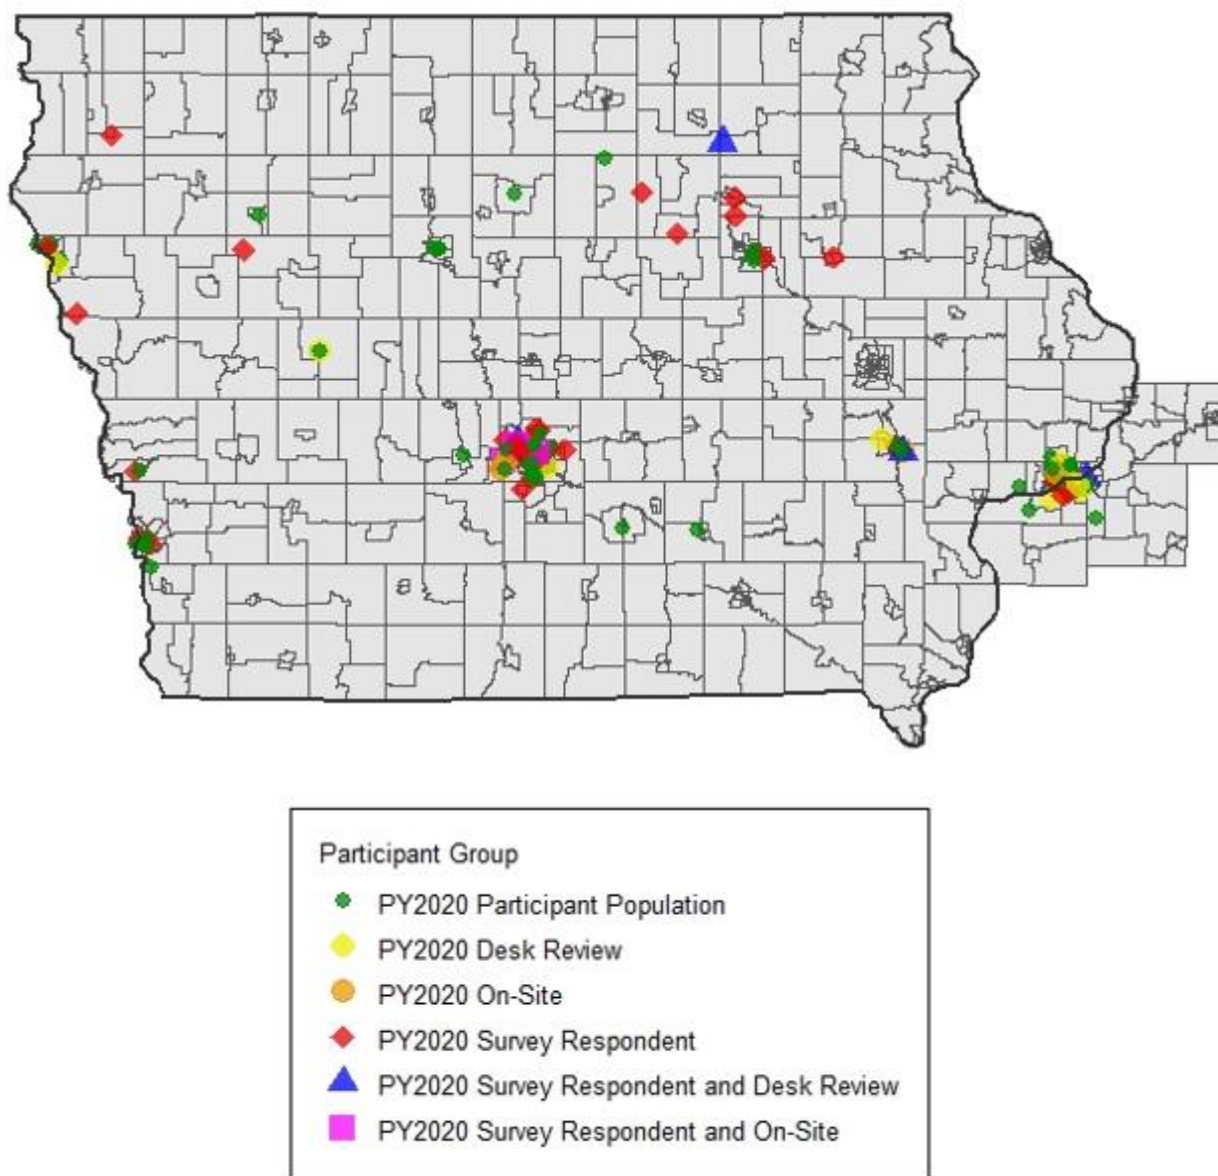 Participant Group
PY2020 Participant Population
PY2020 Desk Review
PY2020 On-Site
PY2020 Survey Respondent
PY2020 Survey Respondent and Desk Review
PY2020 Survey Respondent and On-Site